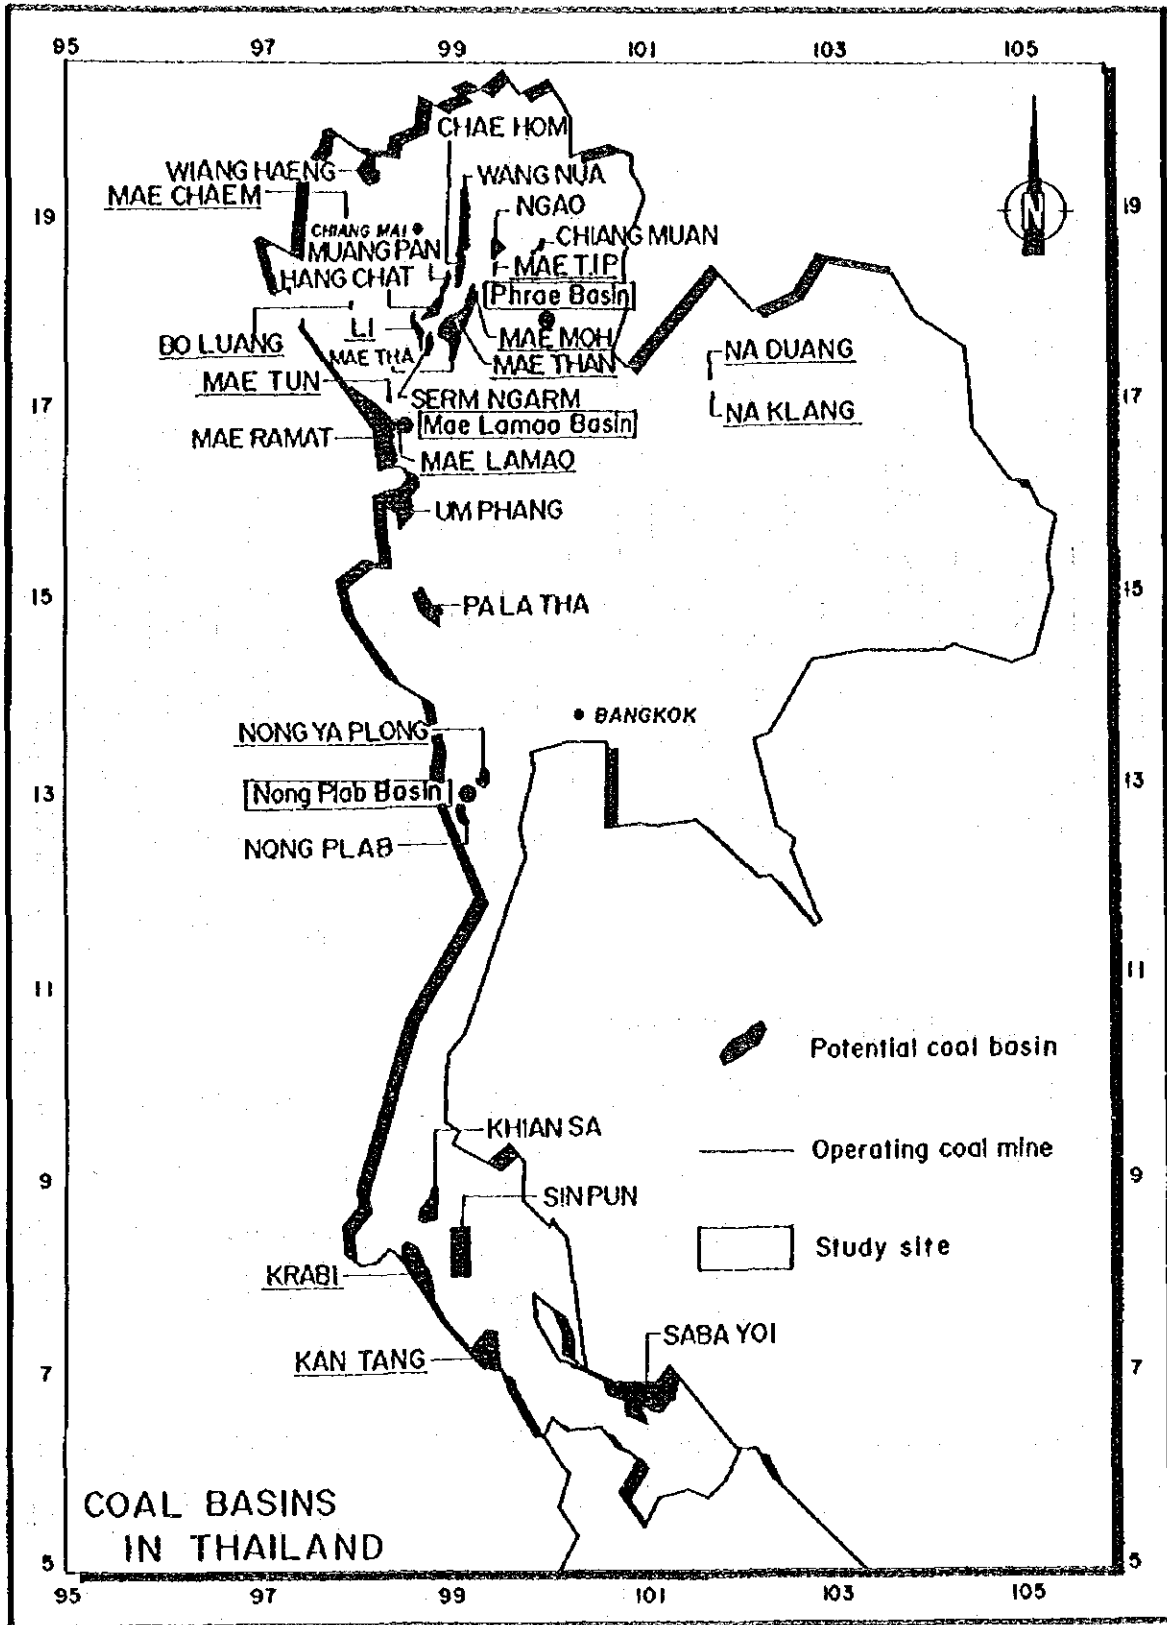 95 97 99 101 103 105
CHAE HOM
WIANG HAENG
WANG NUA
MAE CHAEM
NGAO
19 19
CHIANG MAI
CHIANG MUAN
MUANG PAN
MAE TIP
HANG CHAT
Phrae Basin
LI
MAE MOH
BO LUANG
MAE THA
MAE THAN
NA DUANG
MAE TUN
SERM NGARM
17 17
NA KLANG
Mae Lamao Basin
MAE RAMAT
MAE LAMAO
UM PHANG
15 15
PA LA THA
BANGKOK
NONG YA PLONG
13 13
Nong Plab Basin
NONG PLAB
11 11
Potential coal basin
KHIAN SA
Operating coal mine
9 9
SIN PUN
Study site
KRABI
SABA YOI
KAN TANG
7 7
COAL BASINS
IN THAILAND
5 5
95 97 99 101 103 105
N